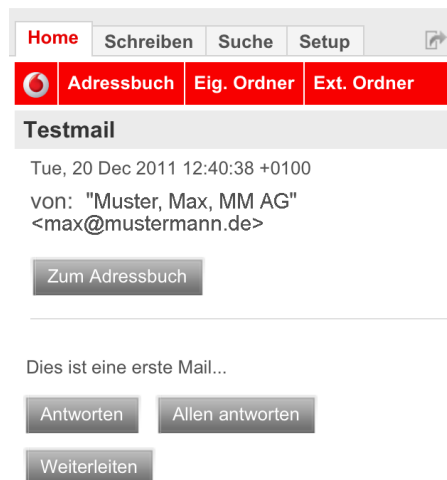 Home Schreiben Suche Setup
Adressbuch Eig. Ordner Ext. Ordner
Testmail
Tue, 20 Dec 2011 12:40:38 +0100
von: "Muster, Max, MM AG"
<max@mustermann.de>
Zum Adressbuch
Dies ist eine erste Mail...
Antworten Allen antworten
Weiterleiten